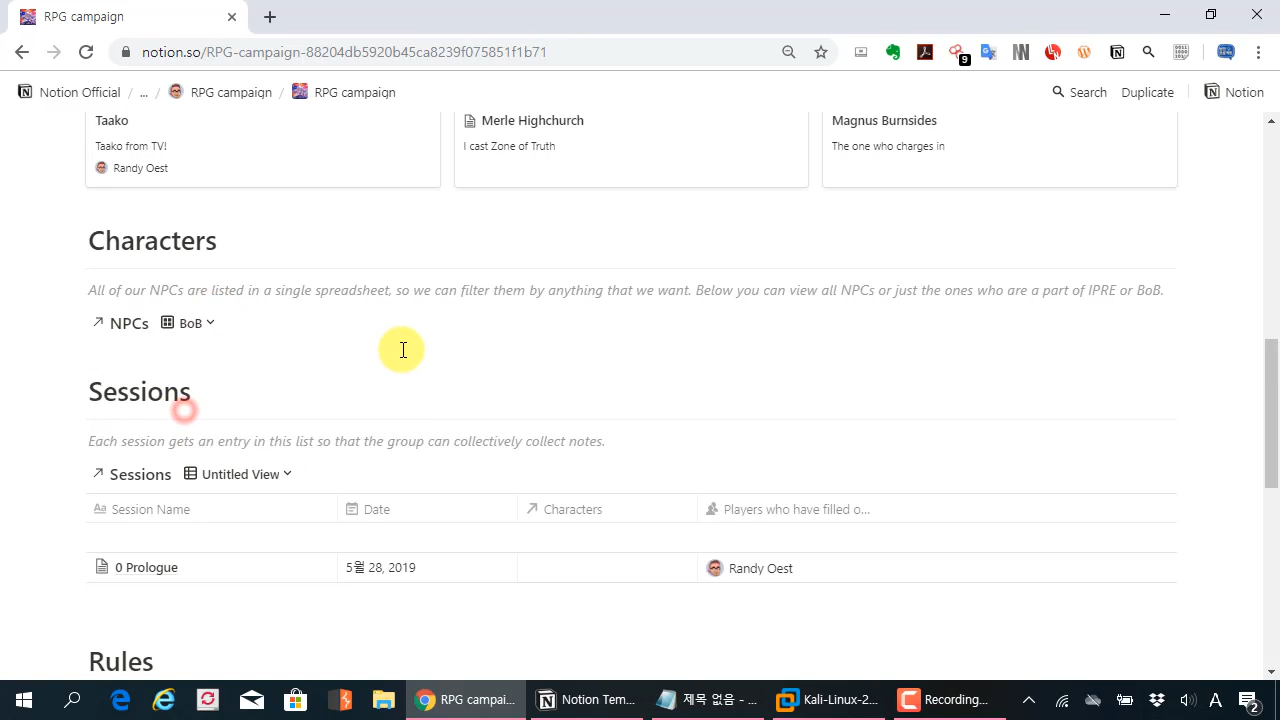 RPG campaign
notion.so/RPG-campaign-88204db5920b45ca8239f075851f1b71
9
Notion Official / ... / RPG campaign / RPG campaign
Search Duplicate Notion
Taako Merle Highchurch Magnus Burnsides
Taako from TV! I cast Zone of Truth The one who charges in
Randy Oest
Characters
All of our NPCs are listed in a single spreadsheet, so we can filter them by anything that we want. Below you can view all NPCs or just the ones who are a part of IPRE or BoB.
NPCs BoB
Sessions
Each session gets an entry in this list so that the group can collectively collect notes.
Sessions Untitled View
Aa Session Name Date Characters Players who have filled o...
0 Prologue 5월 28, 2019 Randy Oest
Rules
RPG campai... Notion Tem... 제목 없음 - ... Kali-Linux-2... Recording... A 2